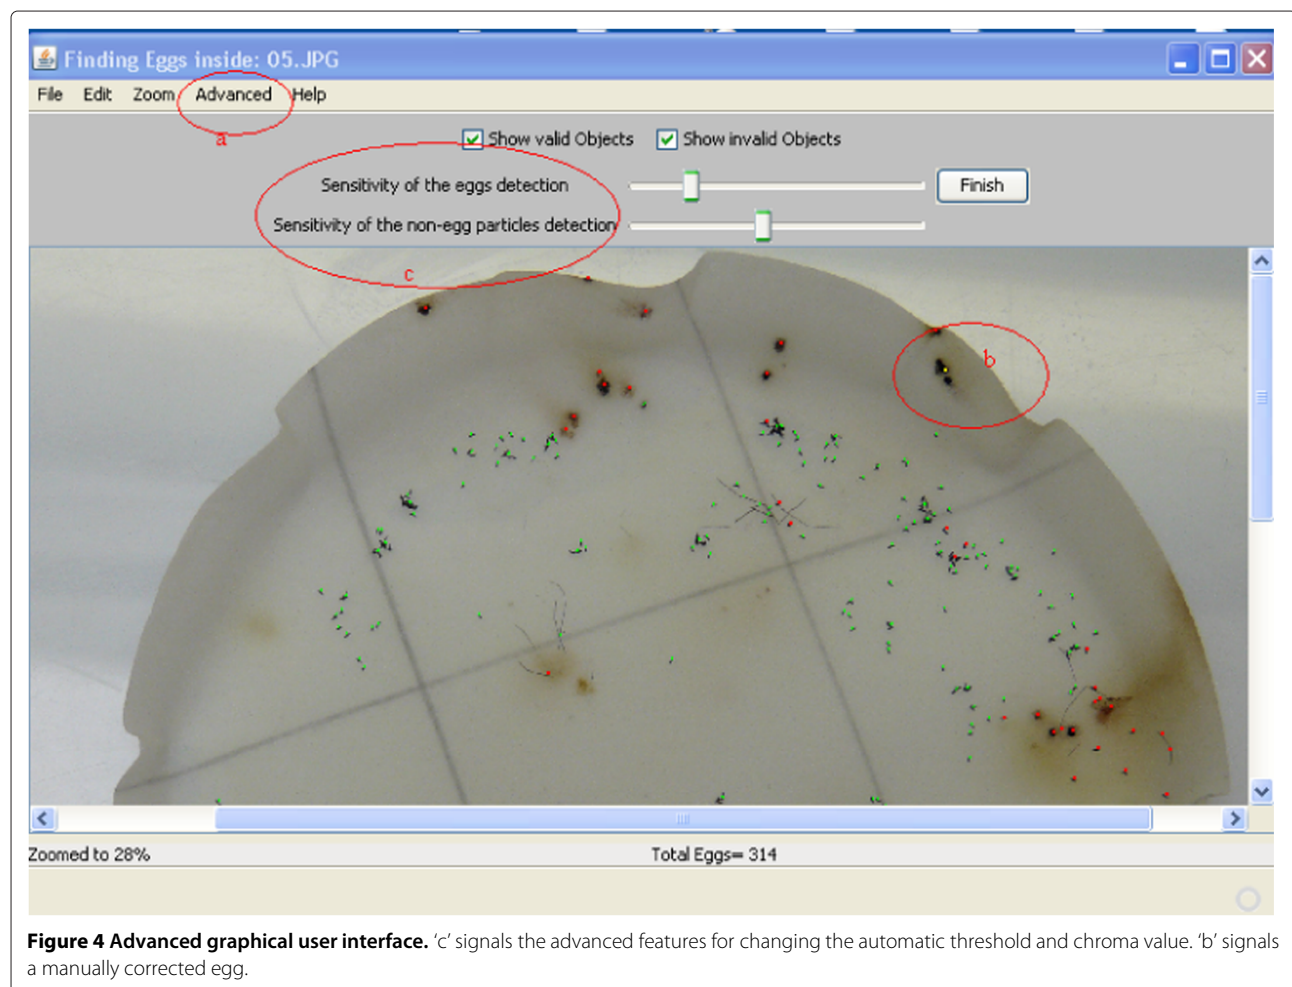 Finding Eggs inside: 05.JPG
File Edit Zoom Advanced Help
a
Show valid Objects Show invalid Objects
Sensitivity of the eggs detection Finish
Sensitivity of the non-egg particles detection
c
b
Zoomed to 28% Total Eggs= 314
Figure 4 Advanced graphical user interface. ‘c’ signals the advanced features for changing the automatic threshold and chroma value. ‘b’ signals
a manually corrected egg.